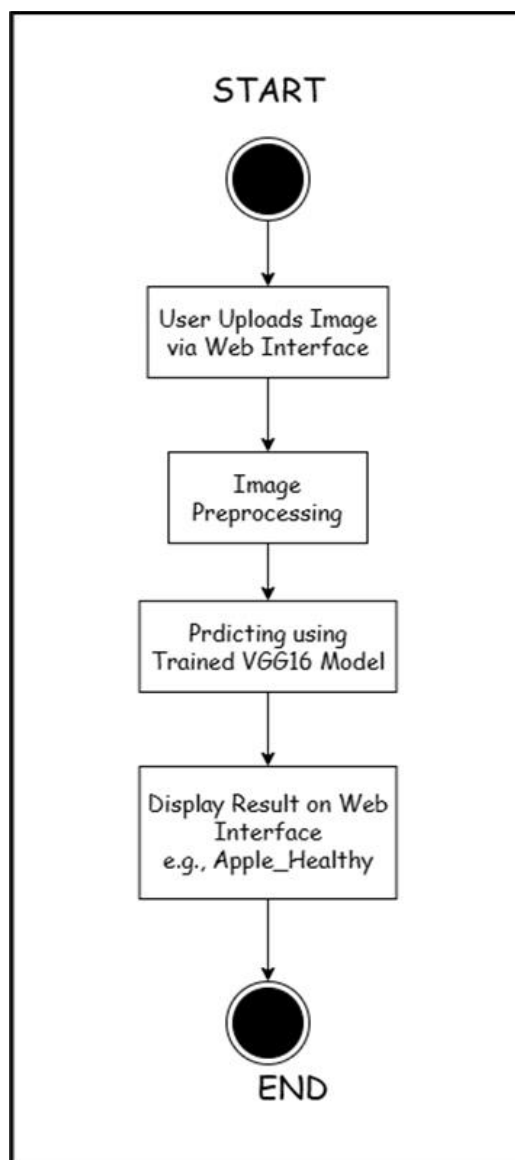 START
User Uploads Image
via Web Interface
Image
Preprocessing
Prdicting using
Trained VGG16 Model
Display Result on Web
Interface
e.g., Apple_Healthy
END